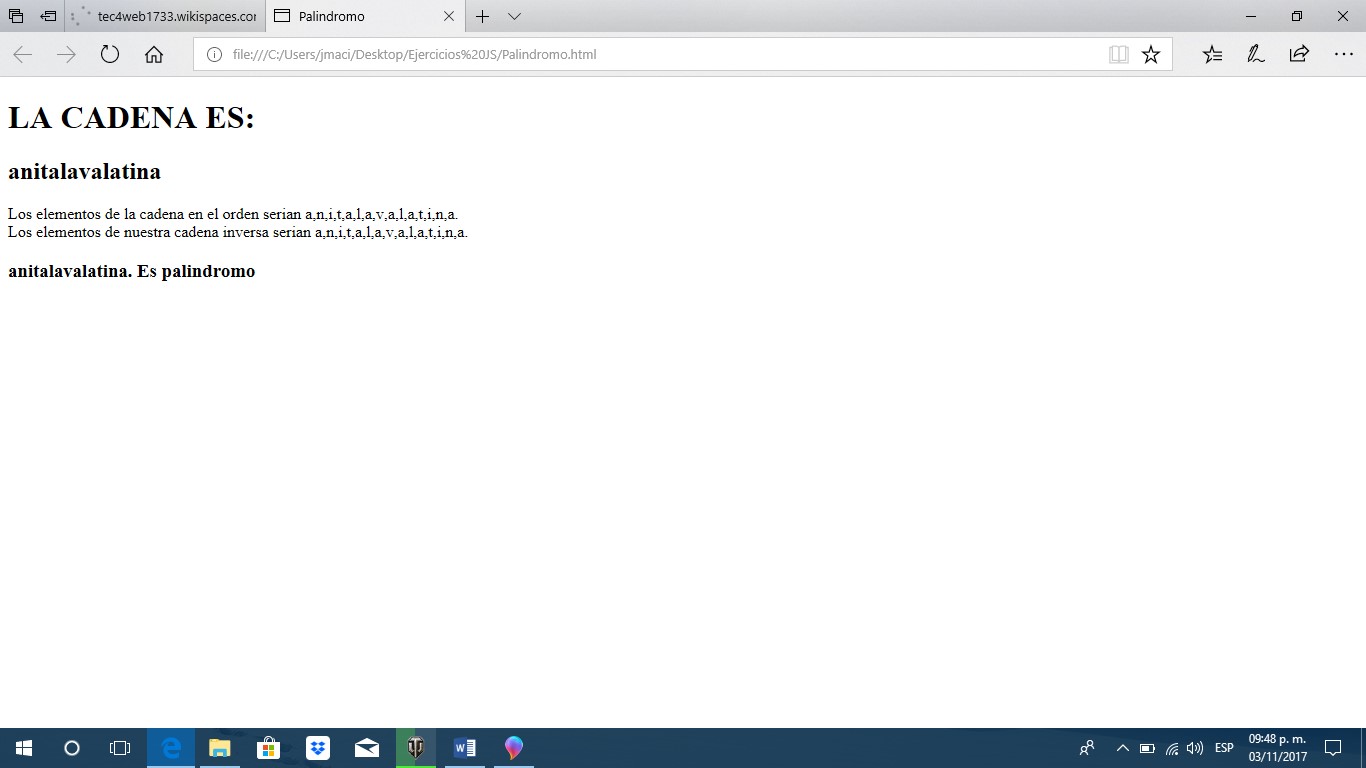 tec4web1733.wikispaces.con
Palindromo
file:///C:/Users/jmaci/Desktop/Ejercicios%20JS/Palindromo.html
LA CADENA ES:
anitalavalatina
Los elementos de la cadena en el orden serian a,n,i,t,a,l,a,v,a,l,a,t,i,n,a.
Los elementos de nuestra cadena inversa serian a,n,i,t,a,l,a,v,a,l,a,t,i,n,a.
anitalavalatina. Es palindromo
ESP
09:48 p. m.
03/11/2017